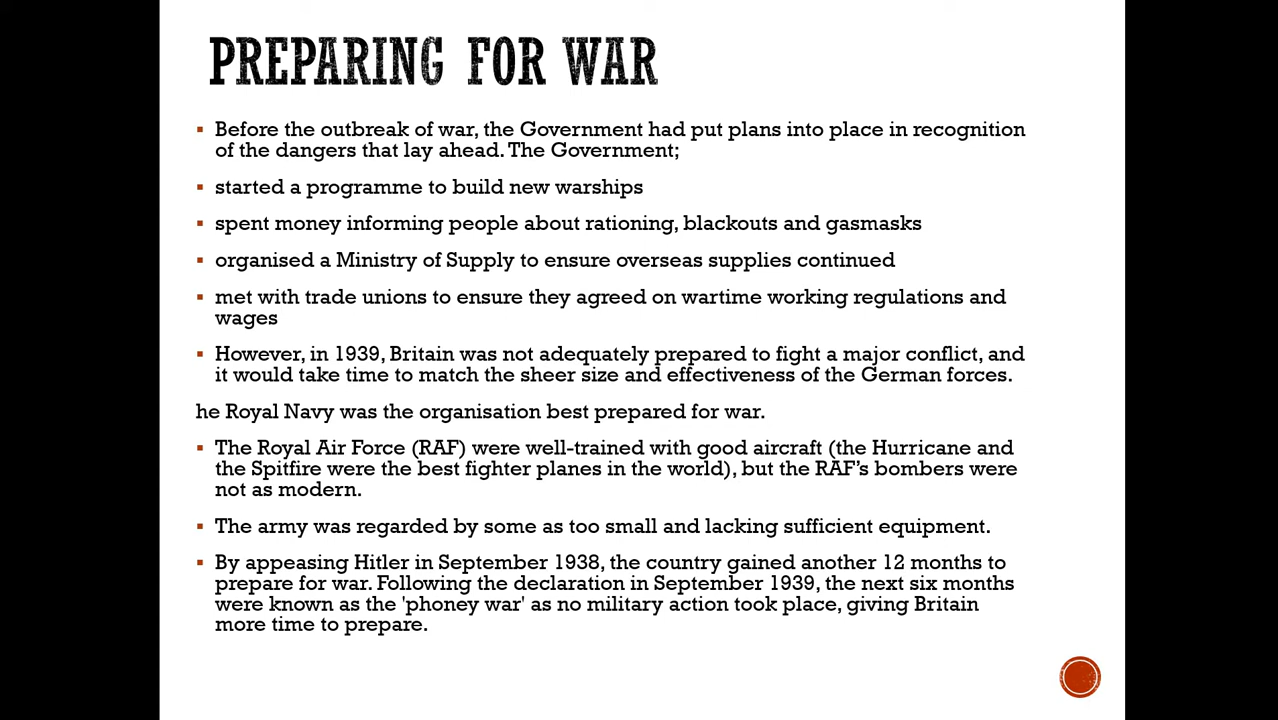 PREPARING FOR WAR
▪ Before the outbreak of war, the Government had put plans into place in recognition
of the dangers that lay ahead. The Government;
▪ started a programme to build new warships
▪ spent money informing people about rationing, blackouts and gasmasks
▪ organised a Ministry of Supply to ensure overseas supplies continued
▪ met with trade unions to ensure they agreed on wartime working regulations and
wages
▪ However, in 1939, Britain was not adequately prepared to fight a major conflict, and
it would take time to match the sheer size and effectiveness of the German forces.
he Royal Navy was the organisation best prepared for war.
▪ The Royal Air Force (RAF) were well-trained with good aircraft (the Hurricane and
the Spitfire were the best fighter planes in the world), but the RAF’s bombers were
not as modern.
▪ The army was regarded by some as too small and lacking sufficient equipment.
▪ By appeasing Hitler in September 1938, the country gained another 12 months to
prepare for war. Following the declaration in September 1939, the next six months
were known as the 'phoney war' as no military action took place, giving Britain
more time to prepare.